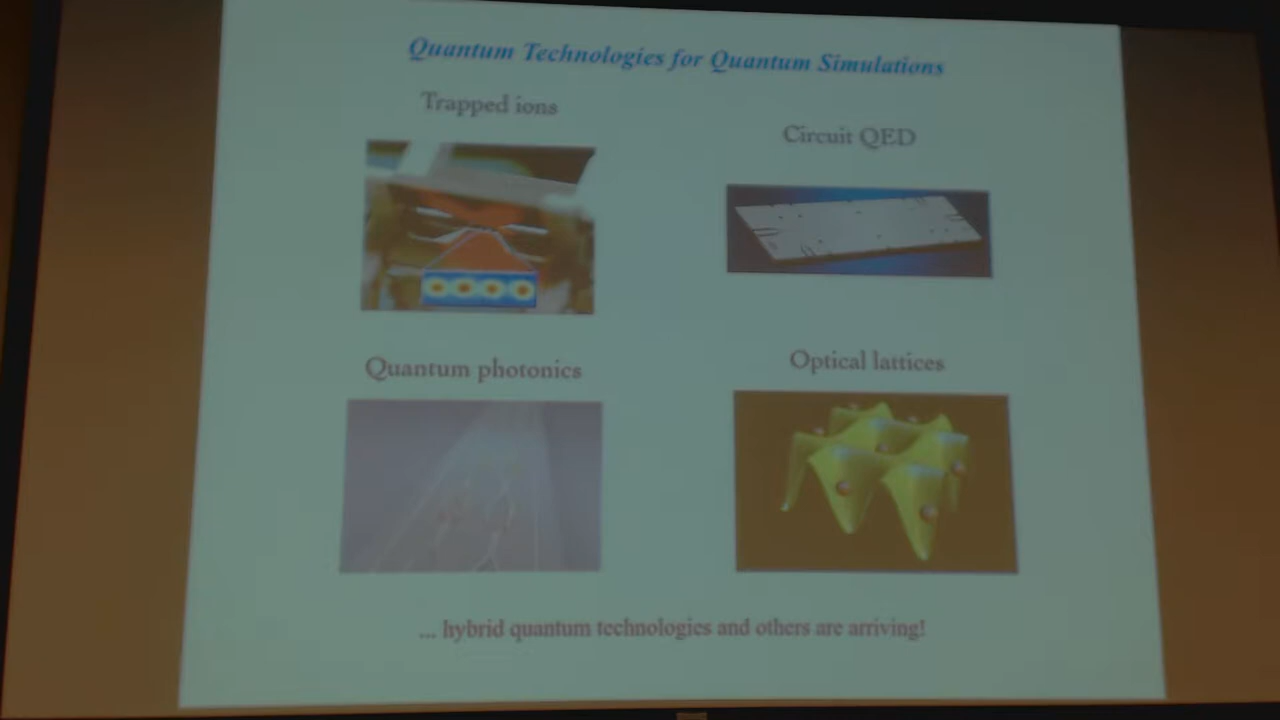 Quantum Technologies for Quantum Simulations
Trapped ions
Circuit QED
Quantum photonics
Optical lattices
... hybrid quantum technologies and others are arriving!